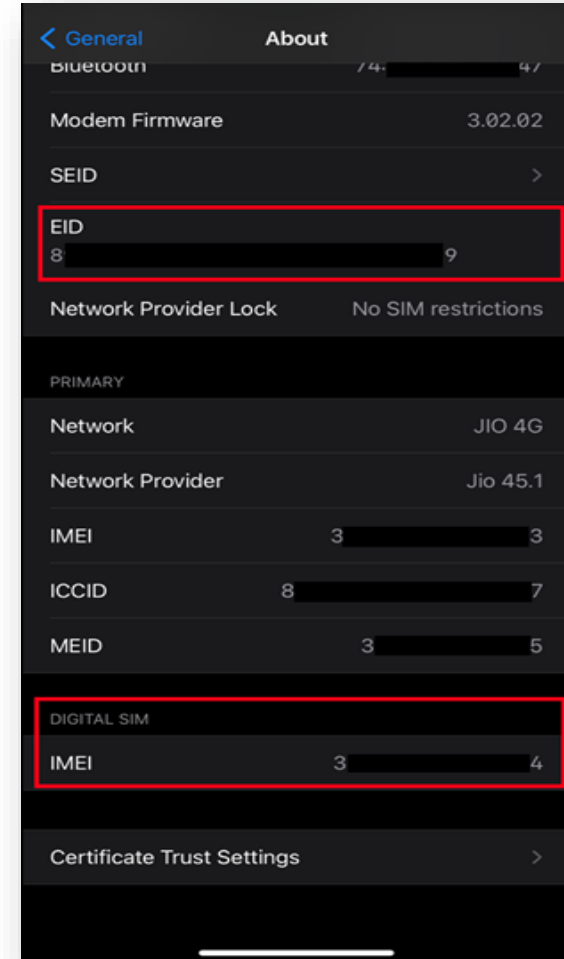 General
About
Bluetooth 74: 47
Modem Firmware 3.02.02
SEID
EID
8 9
Network Provider Lock No SIM restrictions
PRIMARY
Network JIO 4G
Network Provider Jio 45.1
IMEI 3 3
ICCID 8 7
MEID 3 5
DIGITAL SIM
IMEI 3 4
Certificate Trust Settings